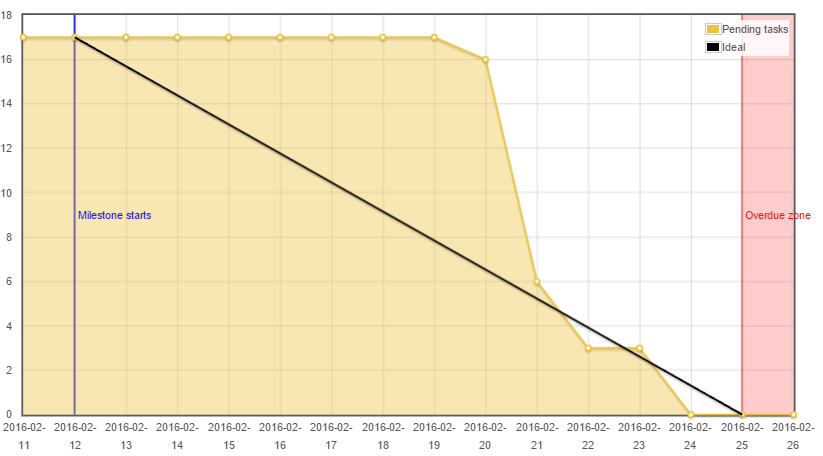 18
Pending tasks
Ideal
16
14
12
10
Milestone starts
Overdue zone
8
6
4
2
0
2016-02- 2016-02- 2016-02- 2016-02- 2016-02- 2016-02- 2016-02- 2016-02- 2016-02- 2016-02- 2016-02- 2016-02- 2016-02- 2016-02- 2016-02- 2016-02-
11 12 13 14 15 16 17 18 19 20 21 22 23 24 25 26